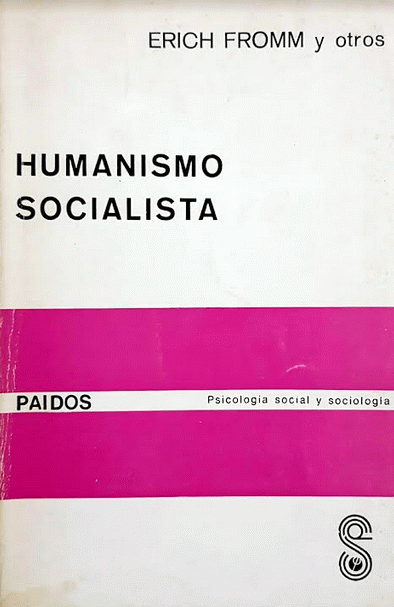 ERICH FROMM y otros
HUMANISMO
SOCIALISTA
PAIDOS
Psicología social y sociología